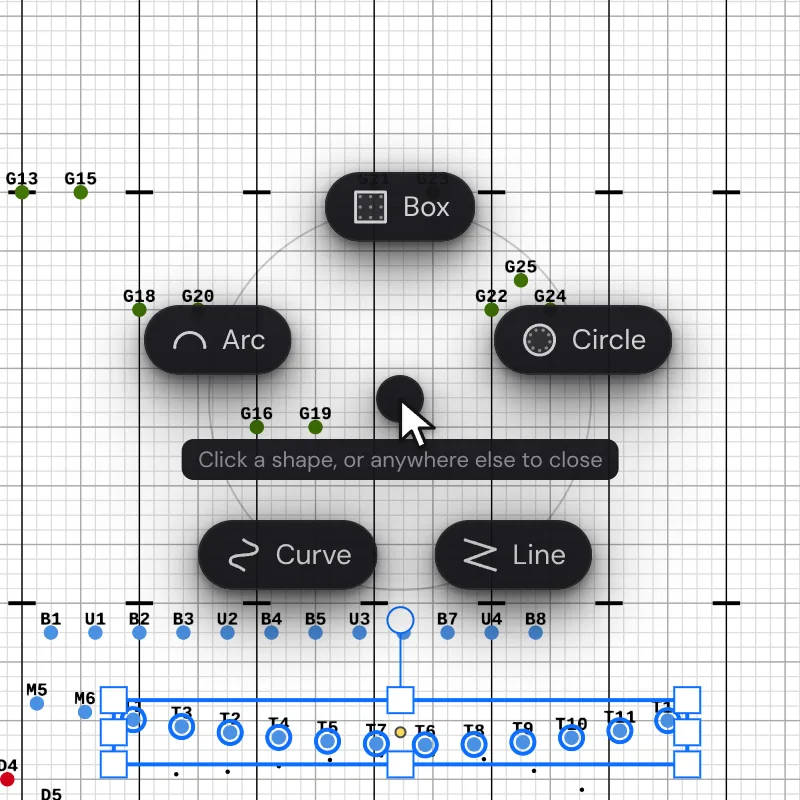 G13 G15
G21 G23
Box
G25
G18 G20 G22 G24
Arc Circle
G16 G19
Click a shape, or anywhere else to close
Curve Line
B1 U1 B2 B3 U2 B4 B5 U3 B7 U4 B8
M5 M6
T3 T2 T4 T5 T7 T6 T8 T9 T10 T11
D4
D5